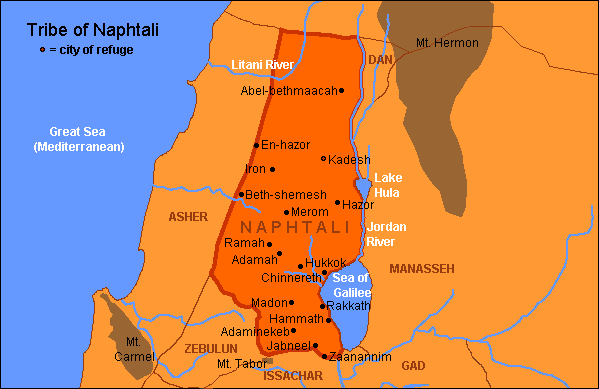 Tribe of Naphtali
= city of refuge
Mt. Hermon
DAN
Litani River
Abel-bethmaacah
Great Sea
(Mediterranean)
En-hazor
Kadesh
Iron
Lake
Hula
Beth-shemesh
Hazor
Merom
ASHER
NAPHTALI
Jordan
River
Ramah
Adamah
Hukkok
MANASSEH
Chinnereth
Sea of
Galilee
Madon
Rakkath
Hammath
Adaminekeb
Mt.
Carmel
ZEBULUN
Jabneel
Zaanannim
Mt. Tabor
GAD
ISSACHAR